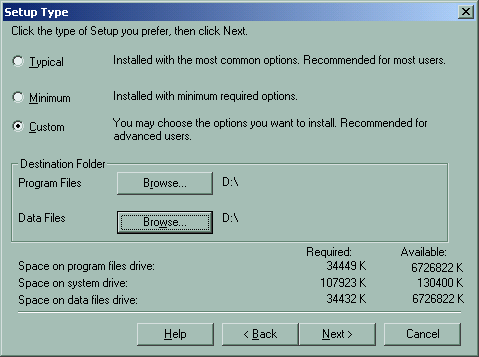 Setup Type
Click the type of Setup you prefer, then click Next.
Typical Installed with the most common options. Recommended for most users.
Minimum Installed with minimum required options.
Custom You may choose the options you want to install. Recommended for
advanced users.
Destination Folder
Program Files Browse... D:\
Data Files Browse... D:\
Required: Available:
Space on program files drive: 34449 K 6726822 K
Space on system drive: 107923 K 130400 K
Space on data files drive: 34432 K 6726822 K
Help < Back Next > Cancel